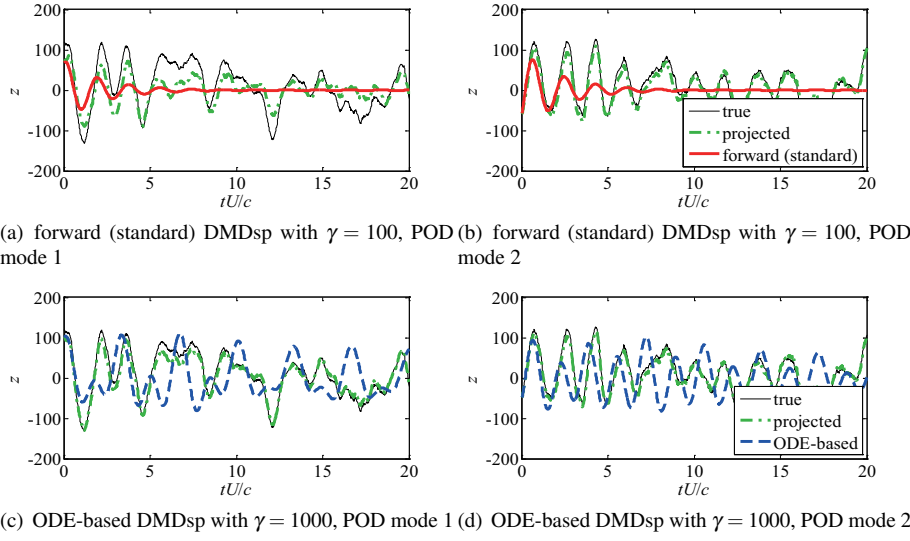 200
100
0
-100
-200
z
0
5
10
15
20
tU/c
200
100
0
-100
-200
z
0
5
10
15
20
tU/c
true
projected
forward (standard)
(a) forward (standard) DMDsp with γ = 100, POD mode 1
(b) forward (standard) DMDsp with γ = 100, POD mode 2
200
100
0
-100
-200
z
0
5
10
15
20
tU/c
200
100
0
-100
-200
z
0
5
10
15
20
tU/c
true
projected
ODE-based
(c) ODE-based DMDsp with γ = 1000, POD mode 1
(d) ODE-based DMDsp with γ = 1000, POD mode 2